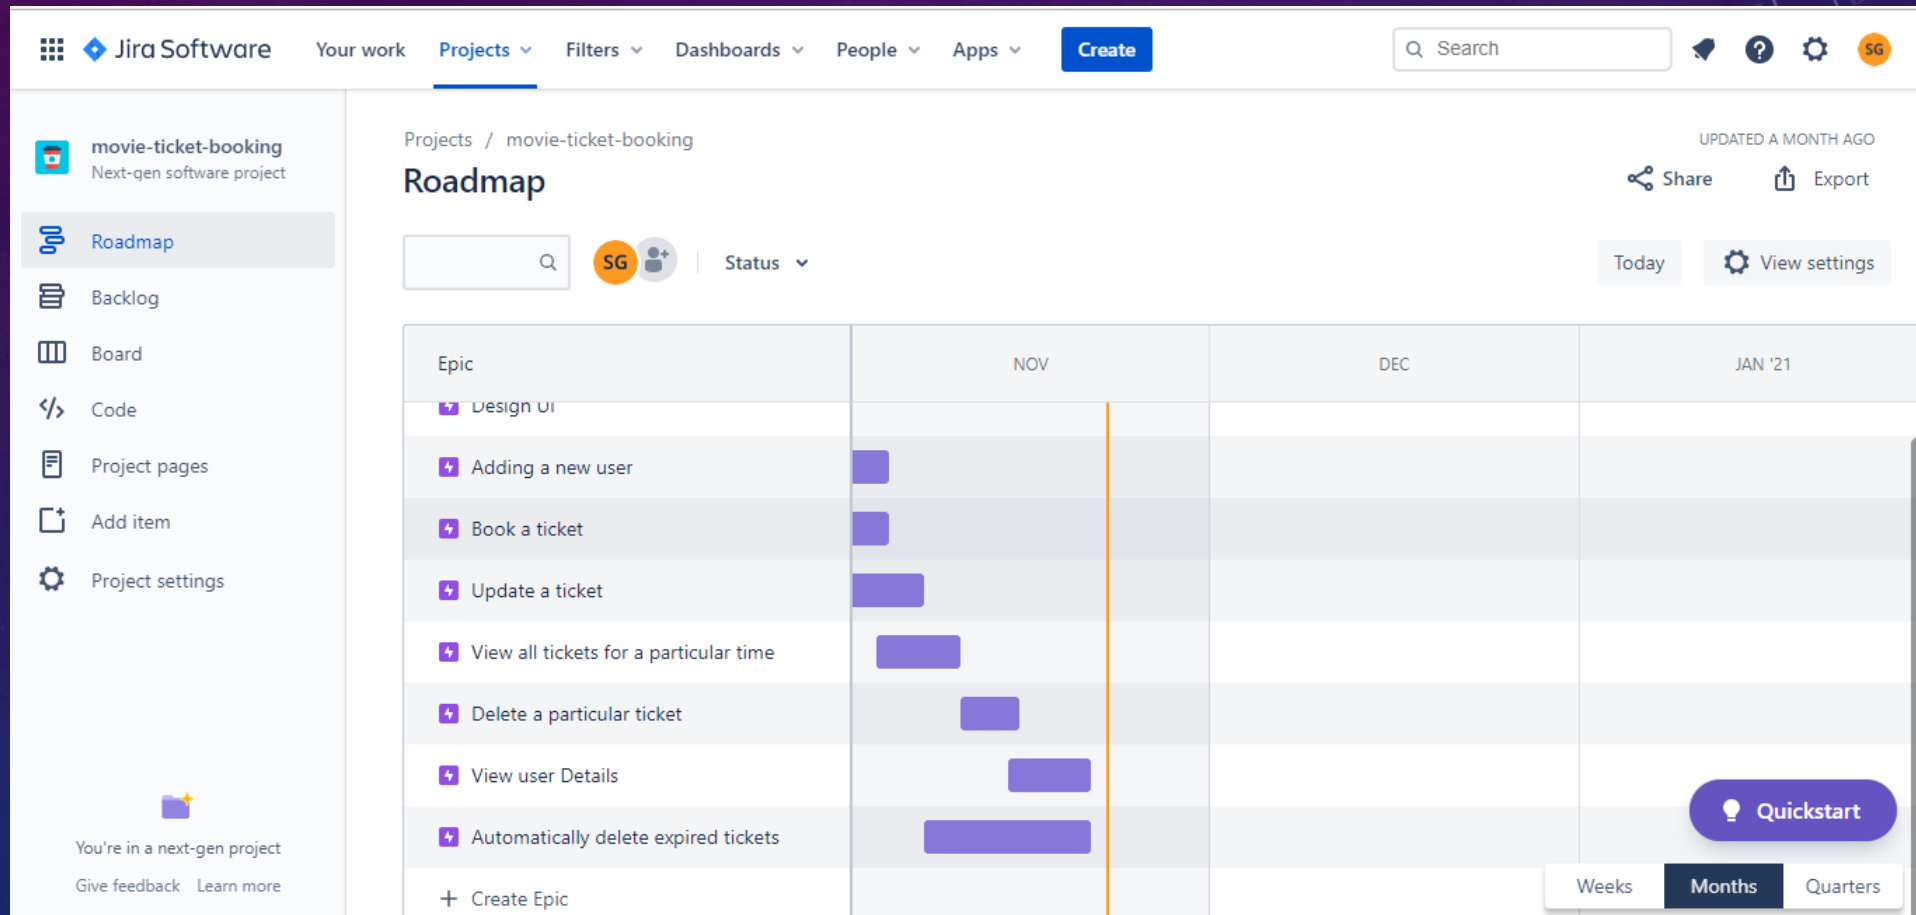 Jira Software
Your work
Projects
Filters
Dashboards
People
Apps
Create
Search
SG
movie-ticket-booking
Next-gen software project
Roadmap
Backlog
Board
Code
Project pages
Add item
Project settings
You're in a next-gen project
Give feedback Learn more
Projects / movie-ticket-booking
UPDATED A MONTH AGO
Roadmap
Share
Export
SG
Status
Today
View settings
Epic
NOV
DEC
JAN '21
Design UI
Adding a new user
Book a ticket
Update a ticket
View all tickets for a particular time
Delete a particular ticket
View user Details
Automatically delete expired tickets
+ Create Epic
Quickstart
Weeks
Months
Quarters